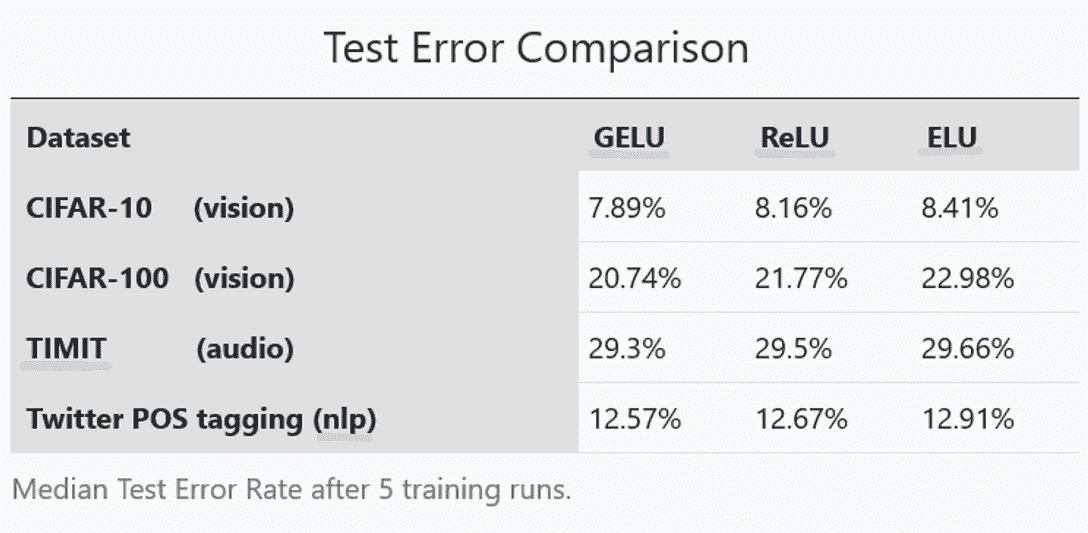 Test Error Comparison
Dataset GELU ReLU ELU
CIFAR-10 (vision) 7.89% 8.16% 8.41%
CIFAR-100 (vision) 20.74% 21.77% 22.98%
TIMIT (audio) 29.3% 29.5% 29.66%
Twitter POS tagging (nlp) 12.57% 12.67% 12.91%
Median Test Error Rate after 5 training runs.